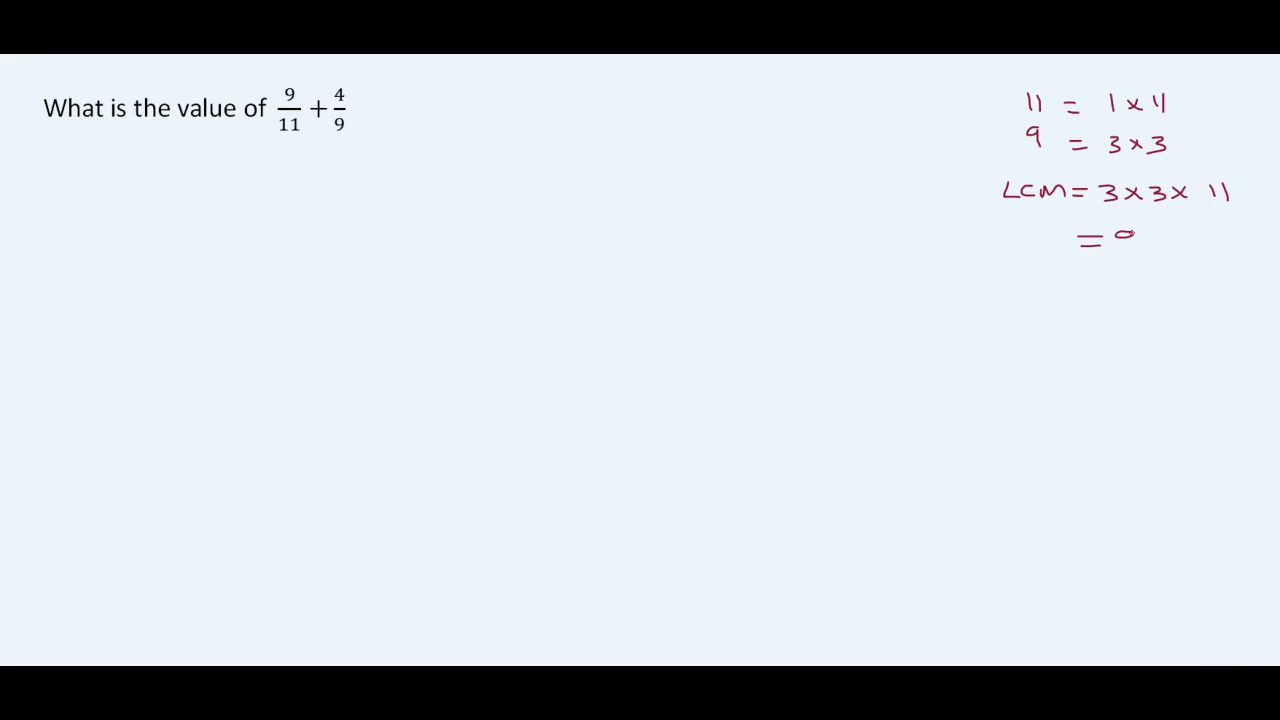 What is the value of 9/11 + 4/9
11 = 1 × 11
9 = 3 × 3
LCM = 3 × 3 × 11
=